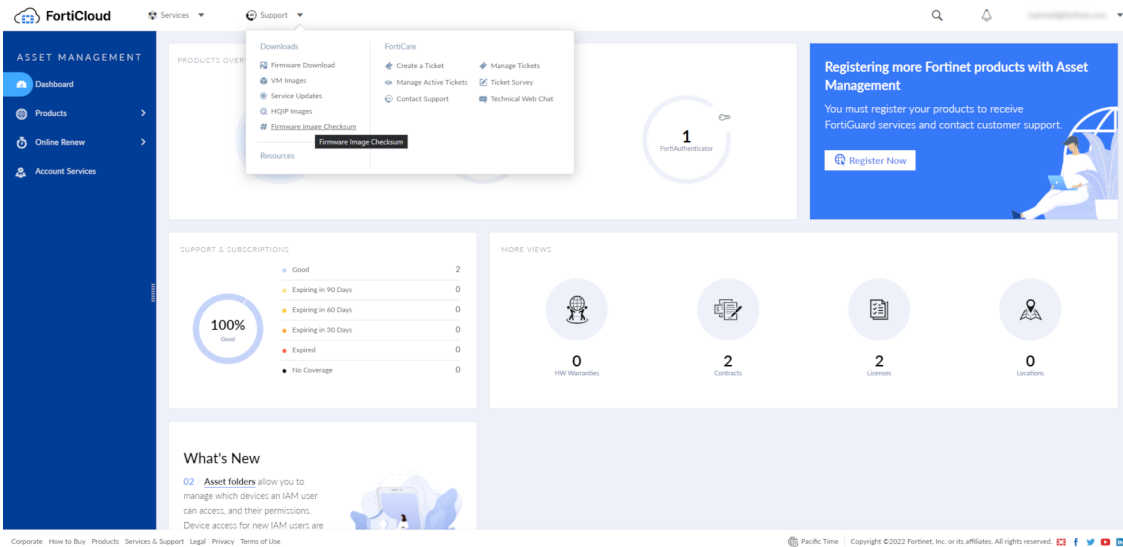 FortiCloud
Services
Support
ASSET MANAGEMENT
Dashboard
Products
Online Renew
Account Services
Downloads
Firmware Download
VM Images
Service Updates
HQIP Images
Firmware Image Checksum
Firmware Image Checksum
Resources
FortiCare
Create a Ticket
Manage Tickets
Manage Active Tickets
Ticket Survey
Contact Support
Technical Web Chat
PRODUCTS OVER
1
FortiAuthenticator
Registering more Fortinet products with Asset
Management
You must register your products to receive
FortiGuard services and contact customer support.
Register Now
SUPPORT & SUBSCRIPTIONS
100%
Good
Good 2
Expiring in 90 Days 0
Expiring in 60 Days 0
Expiring in 30 Days 0
Expired 0
No Coverage 0
MORE VIEWS
0
HW Warranties
2
Contracts
2
Licenses
0
Locations
What's New
02 / Asset folders allow you to
manage which devices an IAM user
can access, and their permissions.
Device access for new IAM users are
Corporate How to Buy Products Services & Support Legal Privacy Terms of Use
Pacific Time Copyright ©2022 Fortinet, Inc. or its affiliates. All rights reserved.